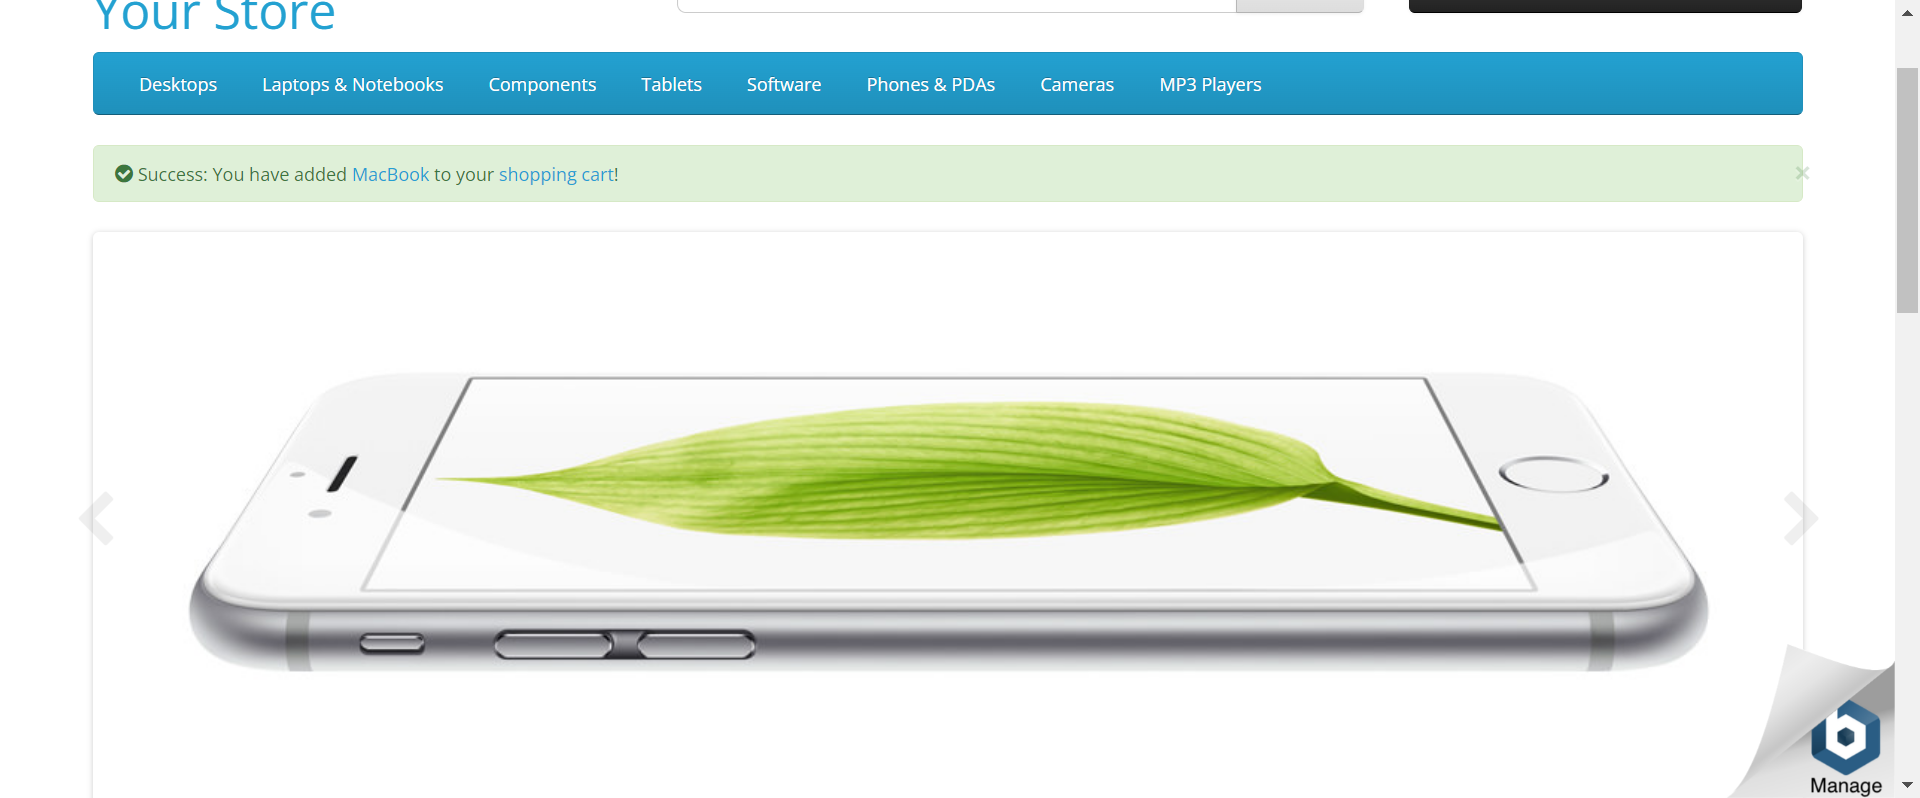 Your Store
Desktops Laptops & Notebooks Components Tablets Software Phones & PDAs Cameras MP3 Players
Success: You have added MacBook to your shopping cart!
×
b
Manage